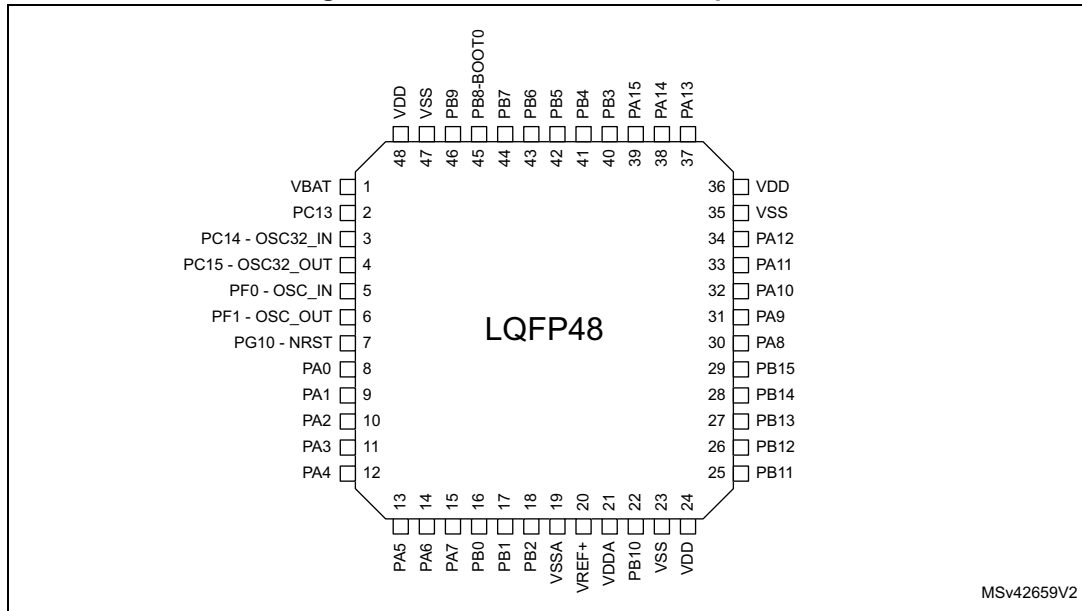 VDD VSS PB9 PB8-BOOT0 PB7 PB6 PB5 PB4 PB3 PA15 PA14 PA13
48 47 46 45 44 43 42 41 40 39 38 37
VBAT 1 36 VDD
PC13 2 35 VSS
PC14 - OSC32_IN 3 34 PA12
PC15 - OSC32_OUT 4 33 PA11
PF0 - OSC_IN 5 32 PA10
PF1 - OSC_OUT 6 31 PA9
PG10 - NRST 7 30 PA8
LQFP48
PA0 8 29 PB15
PA1 9 28 PB14
PA2 10 27 PB13
PA3 11 26 PB12
PA4 12 25 PB11
13 14 15 16 17 18 19 20 21 22 23 24
PA5 PA6 PA7 PB0 PB1 PB2 VSSA VREF+ VDDA PB10 VSS VDD
MSv42659V2